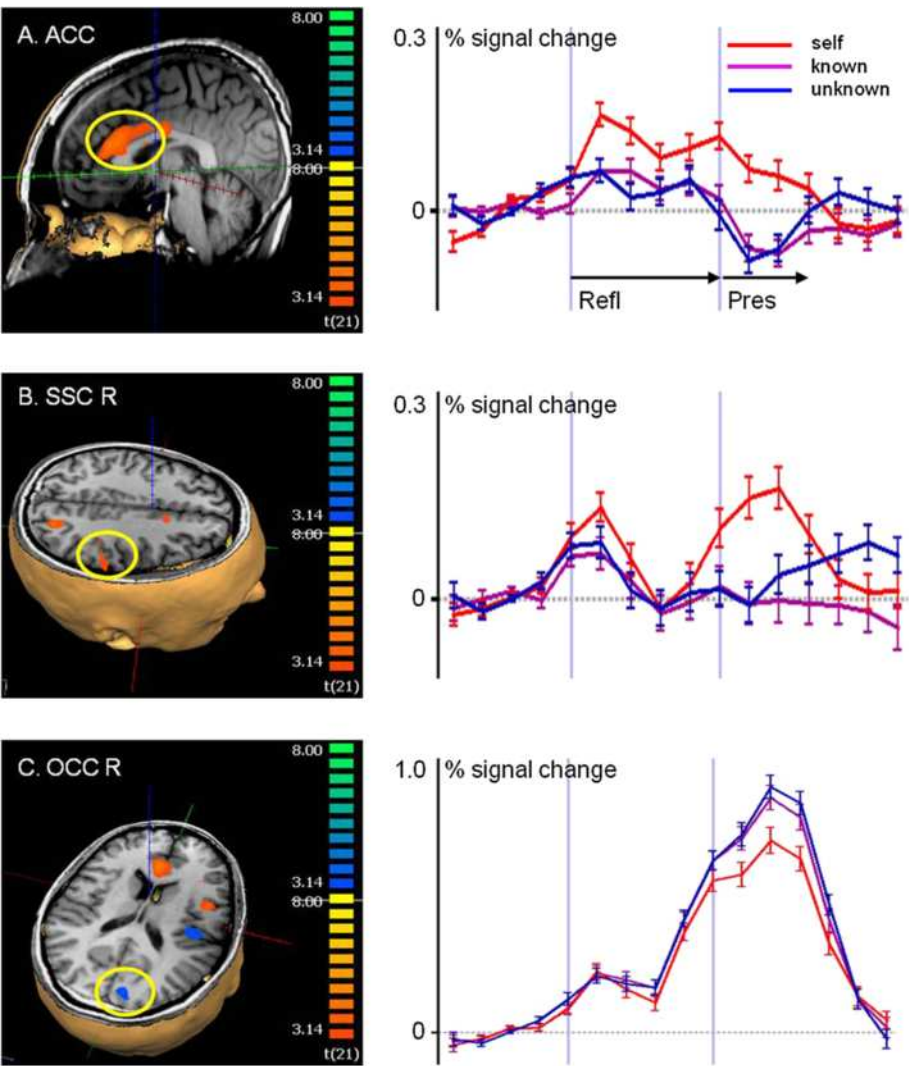 A. ACC
8.00
3.14
8.00
3.14
t(21)
0.3
% signal change
self
known
unknown
0
Refl
Pres
B. SSC R
8.00
3.14
8.00
3.14
t(21)
0.3
% signal change
0
C. OCC R
8.00
3.14
8.00
3.14
t(21)
1.0
% signal change
0